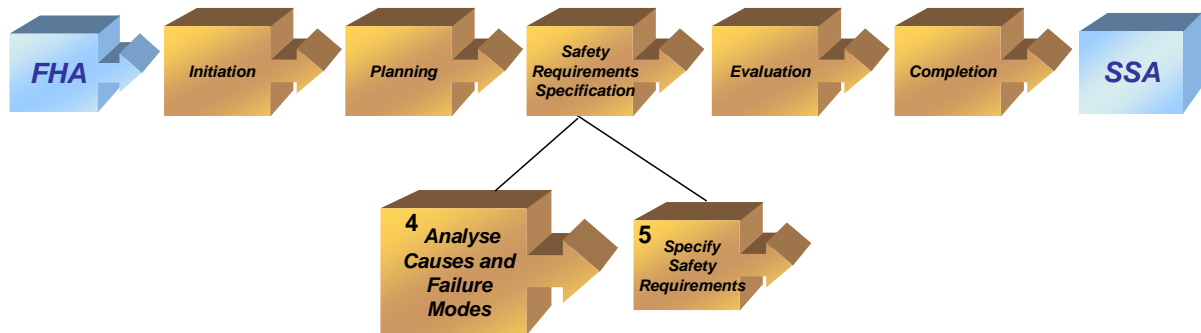 FHA
Initiation
Planning
Safety
Requirements
Specification
Evaluation
Completion
SSA
4
Analyse
Causes and
Failure
Modes
5
Specify
Safety
Requirements